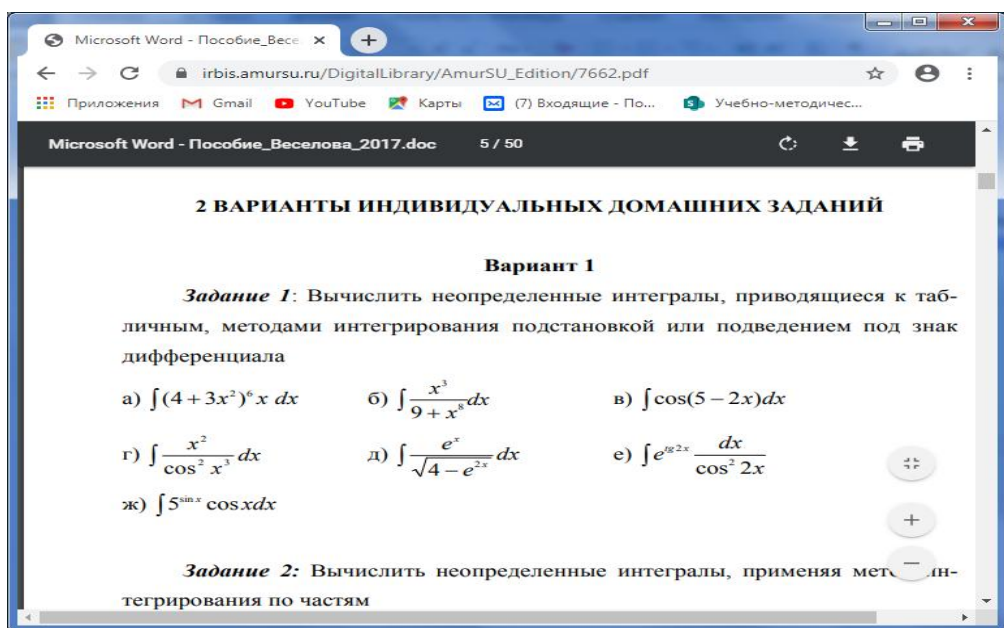 Microsoft Word - Пособие_Весе
irbis.amursu.ru/DigitalLibrary/AmurSU_Edition/7662.pdf
Приложения Gmail YouTube Карты (7) Входящие - По... Учебно-методичес...
Microsoft Word - Пособие_Веселова_2017.doc 5 / 50
2 ВАРИАНТЫ ИНДИВИДУАЛЬНЫХ ДОМАШНИХ ЗАДАНИЙ
Вариант 1
Задание 1: Вычислить неопределенные интегралы, приводящиеся к таб-
личным, методами интегрирования подстановкой или подведением под знак
дифференциала
а) ∫(4 + 3x²)⁶ x dx б) ∫ x³/(9 + x⁸) dx в) ∫cos(5 − 2x)dx
г) ∫ x²/(cos² x³) dx д) ∫ eˣ/√(4 − e²ˣ) dx е) ∫e^(tg 2x) dx/(cos² 2x)
ж) ∫5^(sin x) cos xdx
Задание 2: Вычислить неопределенные интегралы, применяя мет ин-
тегрирования по частям